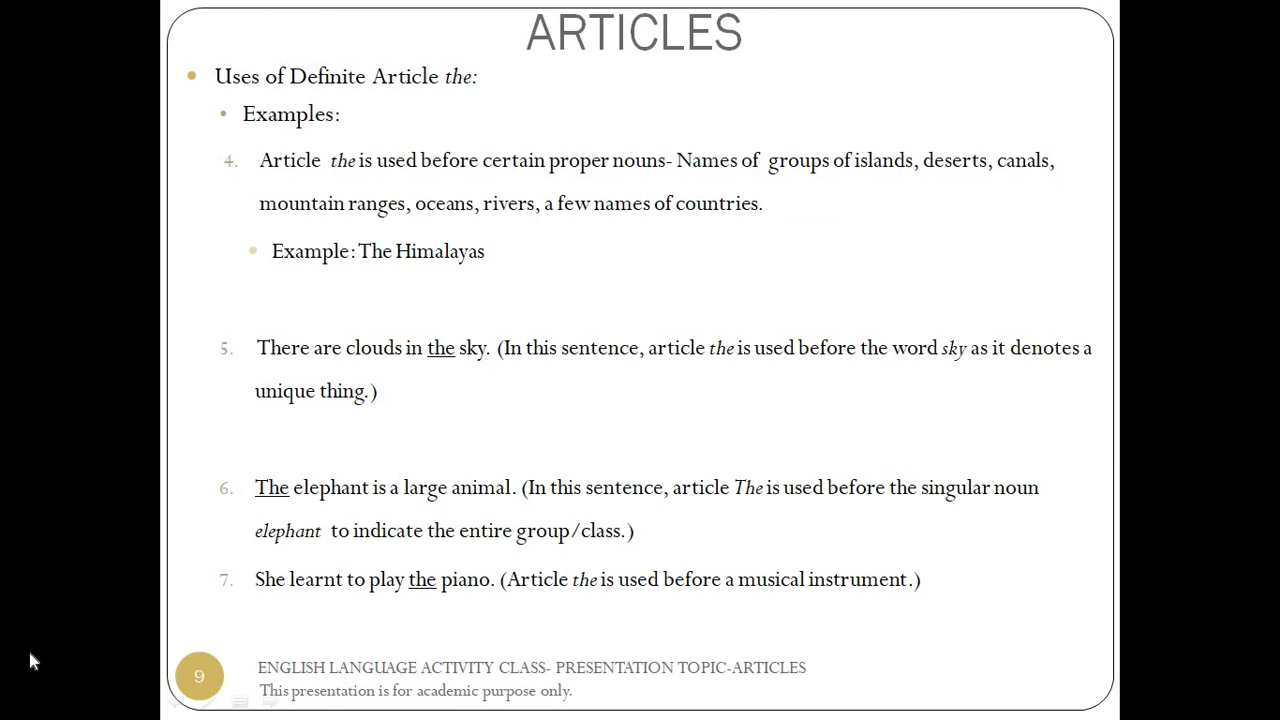 ARTICLES
Uses of Definite Article the:
Examples:
4. Article the is used before certain proper nouns- Names of groups of islands, deserts, canals,
mountain ranges, oceans, rivers, a few names of countries.
Example: The Himalayas
5. There are clouds in the sky. (In this sentence, article the is used before the word sky as it denotes a
unique thing.)
6. The elephant is a large animal. (In this sentence, article The is used before the singular noun
elephant to indicate the entire group/class.)
7. She learnt to play the piano. (Article the is used before a musical instrument.)
9
ENGLISH LANGUAGE ACTIVITY CLASS- PRESENTATION TOPIC-ARTICLES
This presentation is for academic purpose only.